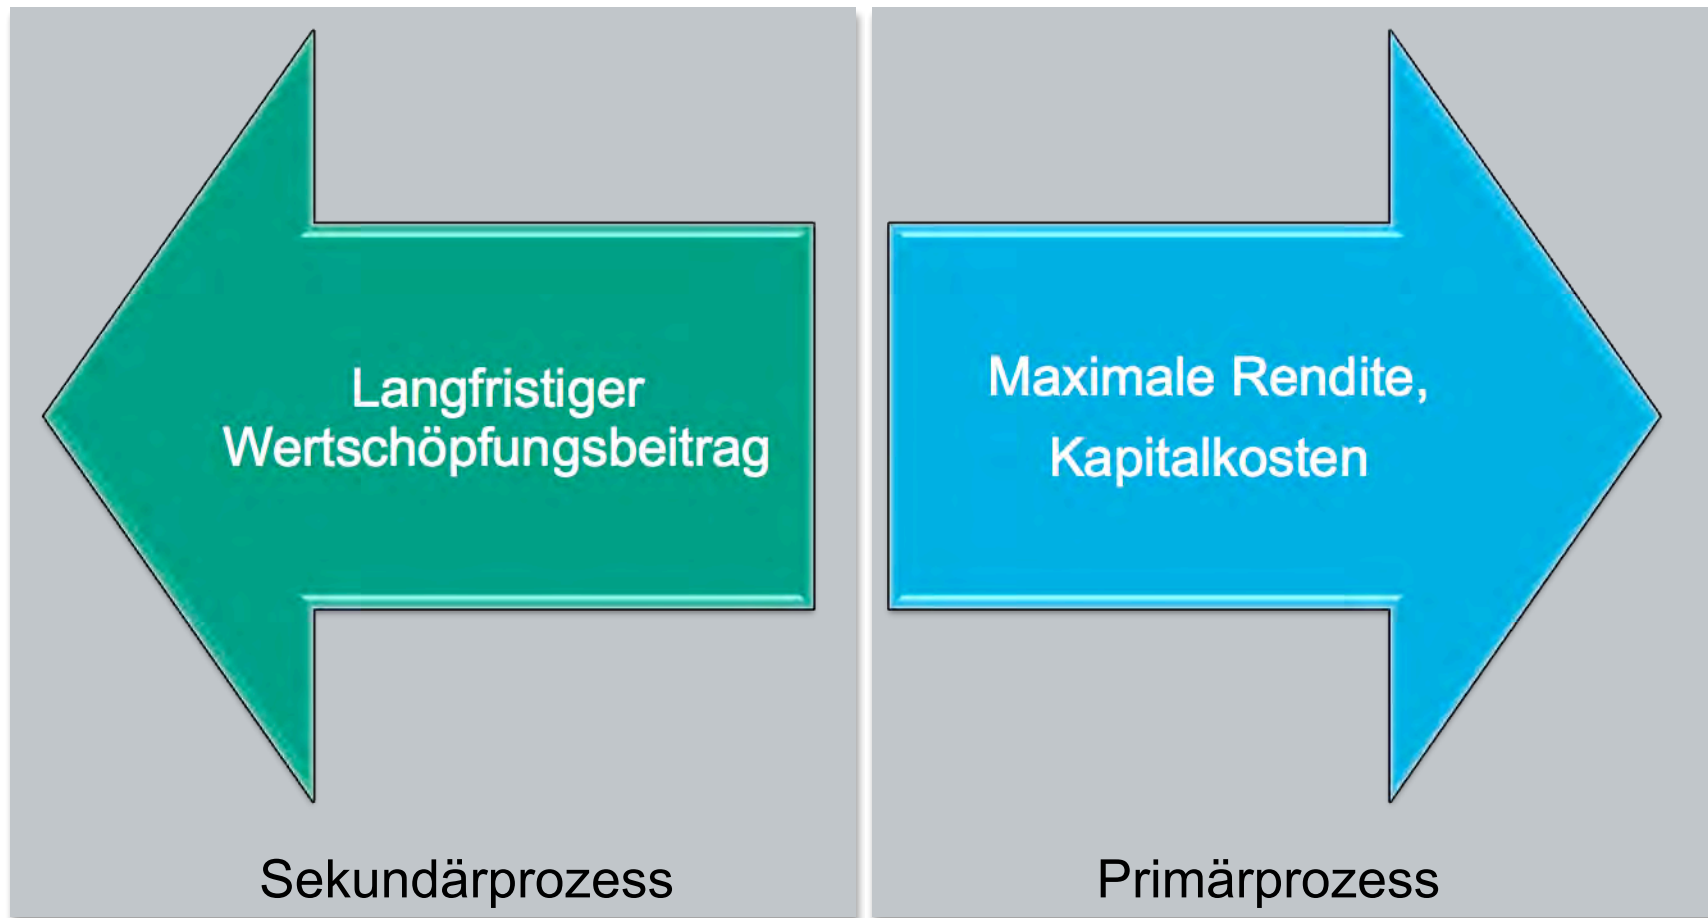 Langfristiger
Wertschöpfungsbeitrag
Sekundärprozess
Maximale Rendite,
Kapitalkosten
Primärprozess